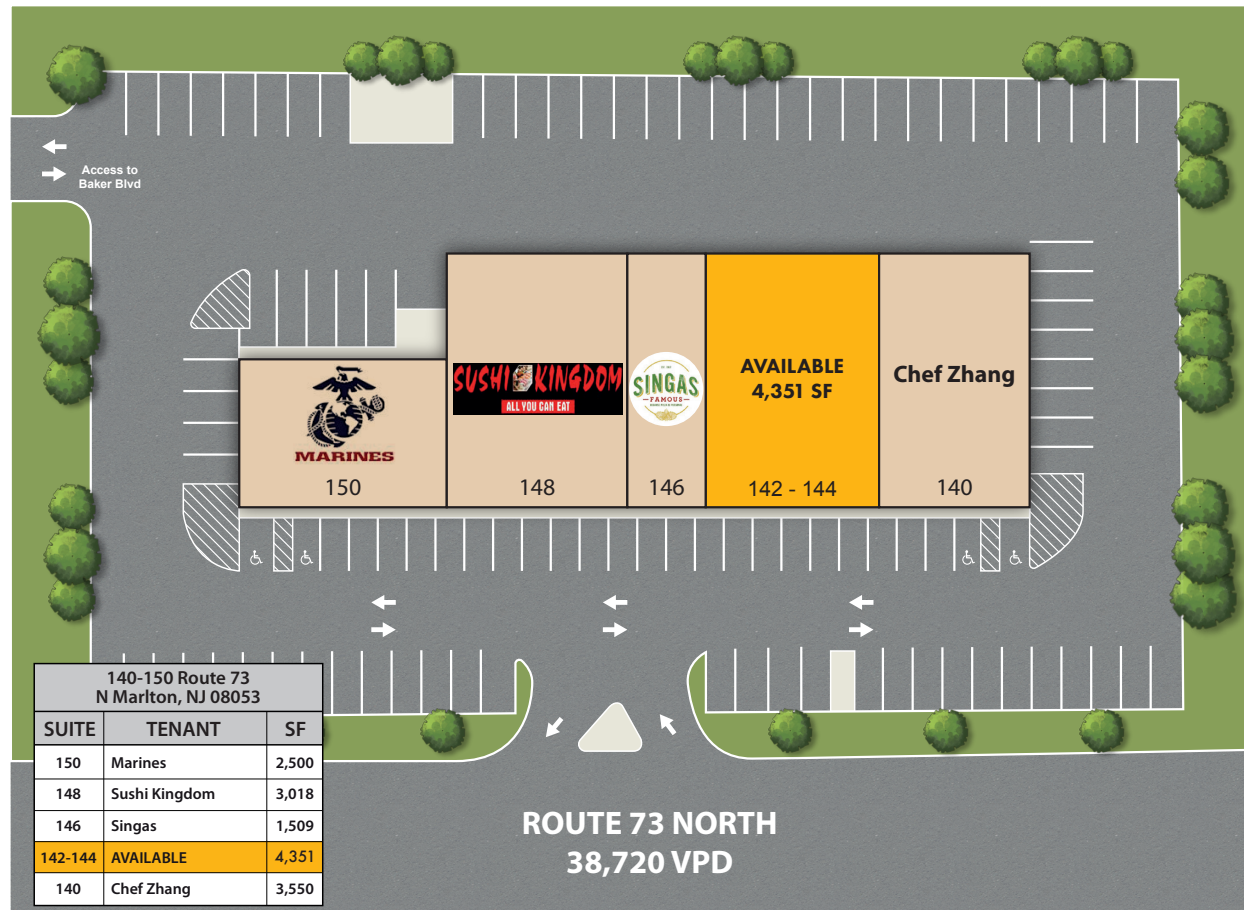 Access to
Baker Blvd
SUSHI KINGDOM
ALL YOU CAN EAT
SINGAS
FAMOUS
AVAILABLE
4,351 SF
Chef Zhang
MARINES
150
148
146
142 - 144
140
140-150 Route 73
N Marlton, NJ 08053
SUITE TENANT SF
150 Marines 2,500
148 Sushi Kingdom 3,018
146 Singas 1,509
142-144 AVAILABLE 4,351
140 Chef Zhang 3,550
ROUTE 73 NORTH
38,720 VPD